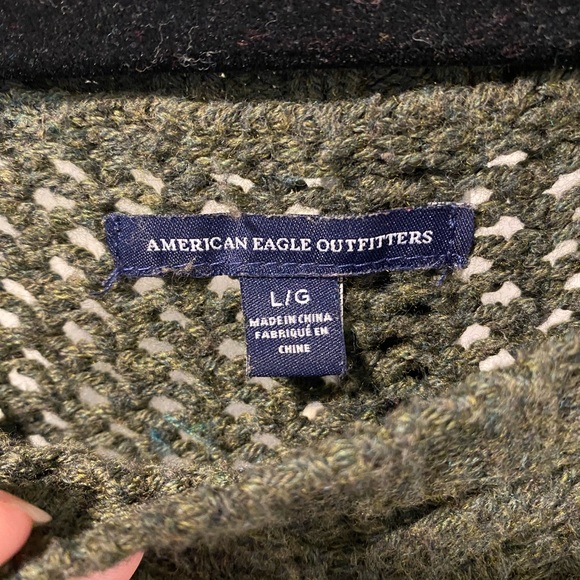 AMERICAN EAGLE OUTFITTERS
L/G
MADE IN CHINA
FABRIQUÉ EN
CHINE